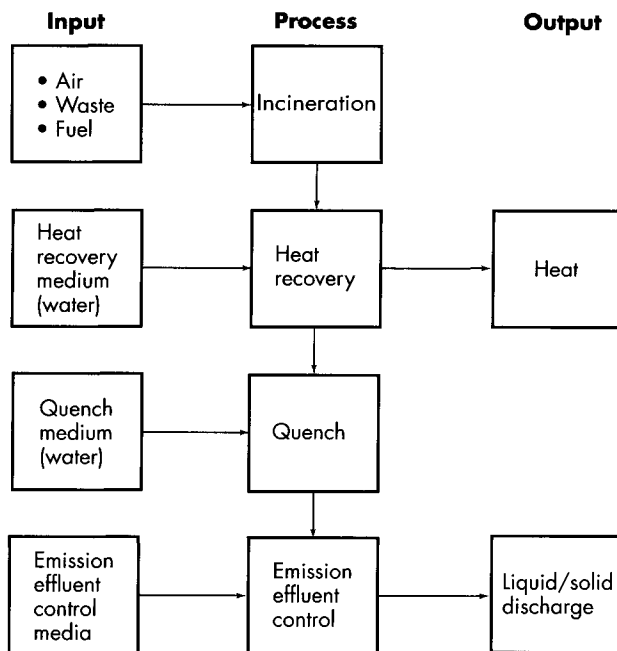 Input
Process
Output
• Air
• Waste
• Fuel
Incineration
Heat
recovery
medium
(water)
Heat
recovery
Heat
Quench
medium
(water)
Quench
Emission
effluent
control
media
Emission
effluent
control
Liquid/solid
discharge